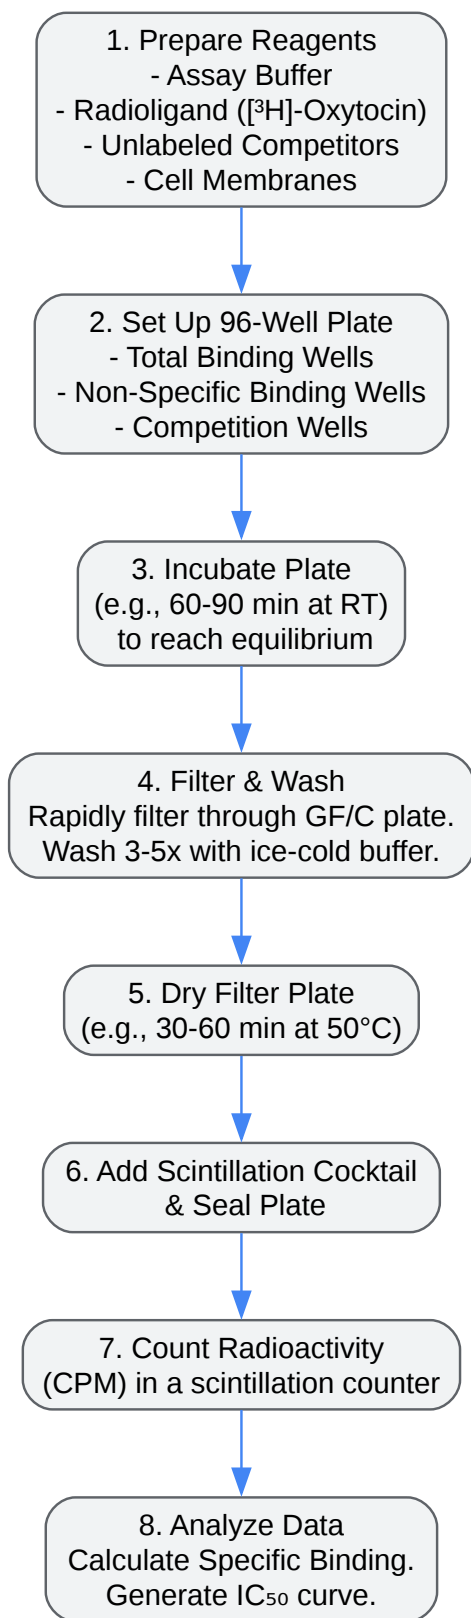 1. Prepare Reagents
- Assay Buffer
- Radioligand ([³H]-Oxytocin)
- Unlabeled Competitors
- Cell Membranes
2. Set Up 96-Well Plate
- Total Binding Wells
- Non-Specific Binding Wells
- Competition Wells
3. Incubate Plate
(e.g., 60-90 min at RT)
to reach equilibrium
4. Filter & Wash
Rapidly filter through GF/C plate.
Wash 3-5x with ice-cold buffer.
5. Dry Filter Plate
(e.g., 30-60 min at 50°C)
6. Add Scintillation Cocktail
& Seal Plate
7. Count Radioactivity
(CPM) in a scintillation counter
8. Analyze Data
Calculate Specific Binding.
Generate IC₅₀ curve.